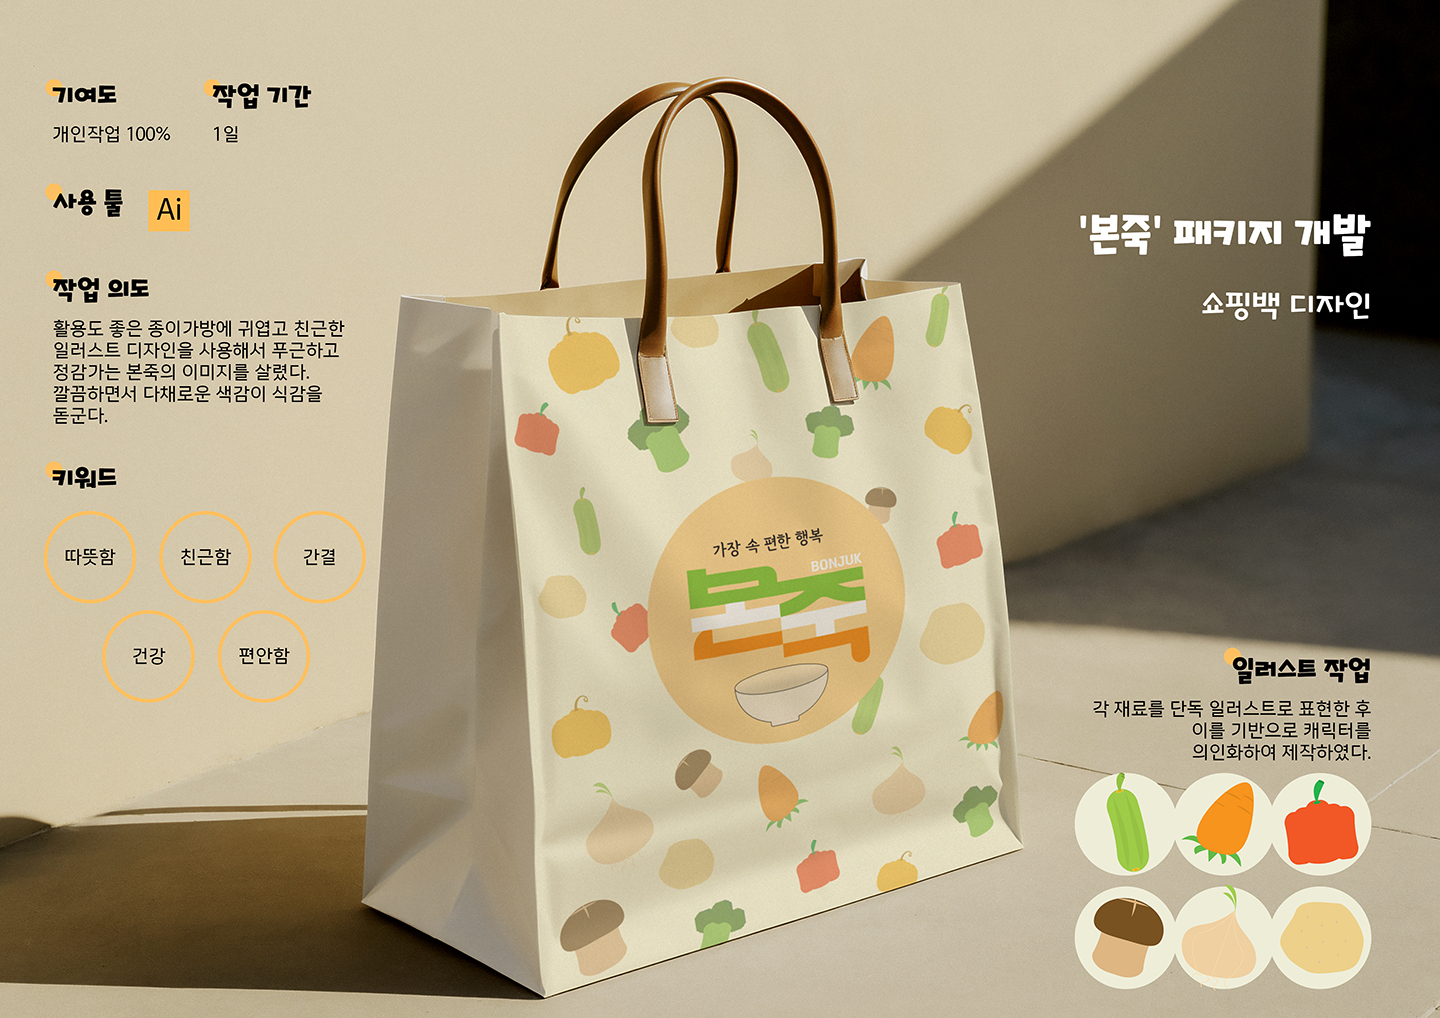 기여도
개인작업 100%
작업 기간
1일
사용 툴
Ai
작업 의도
활용도 좋은 종이가방에 귀엽고 친근한
일러스트 디자인을 사용해서 푸근하고
정감가는 본죽의 이미지를 살렸다.
깔끔하면서 다채로운 색감이 식감을
돋군다.
키워드
따뜻함
친근함
간결
건강
편안함
가장 속 편한 행복
BONJUK
본죽
'본죽' 패키지 개발
쇼핑백 디자인
일러스트 작업
각 재료를 단독 일러스트로 표현한 후
이를 기반으로 캐릭터를
의인화하여 제작하였다.